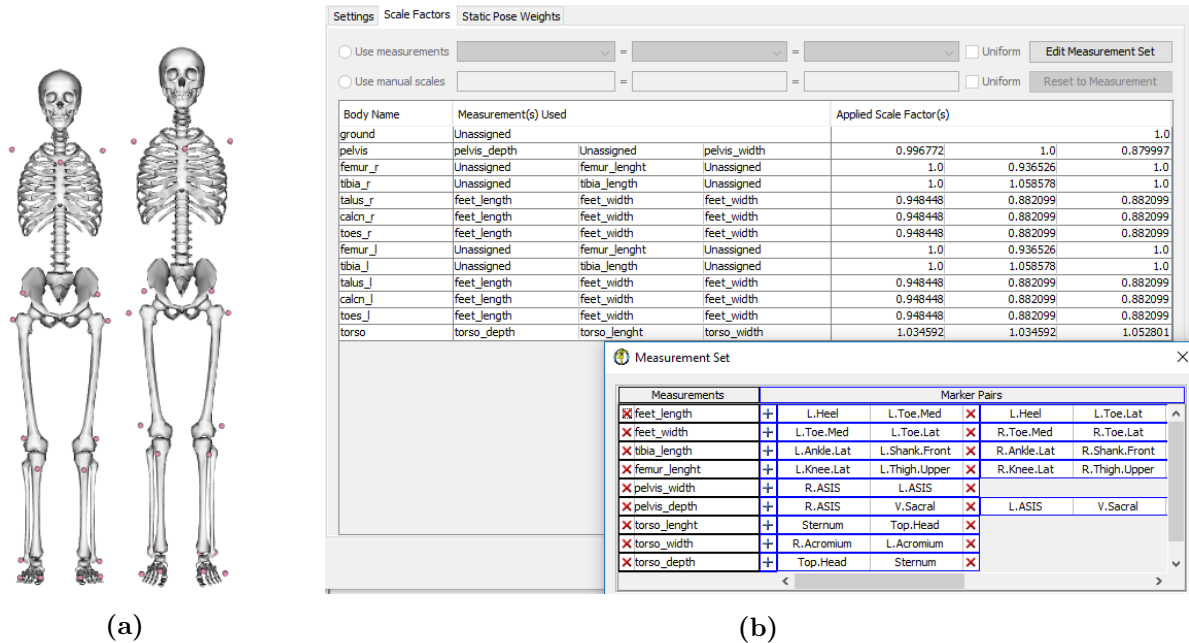 Settings Scale Factors Static Pose Weights
Use measurements = = Uniform Edit Measurement Set
Use manual scales = = Uniform Reset to Measurement
Body Name Measurement(s) Used Applied Scale Factor(s)
ground Unassigned 1.0
pelvis pelvis_depth Unassigned pelvis_width 0.996772 1.0 0.879997
femur_r Unassigned femur_lenght Unassigned 1.0 0.936526 1.0
tibia_r Unassigned tibia_length Unassigned 1.0 1.058578 1.0
talus_r feet_length feet_width feet_width 0.948448 0.882099 0.882099
calcn_r feet_length feet_width feet_width 0.948448 0.882099 0.882099
toes_r feet_length feet_width feet_width 0.948448 0.882099 0.882099
femur_l Unassigned femur_lenght Unassigned 1.0 0.936526 1.0
tibia_l Unassigned tibia_length Unassigned 1.0 1.058578 1.0
talus_l feet_length feet_width feet_width 0.948448 0.882099 0.882099
calcn_l feet_length feet_width feet_width 0.948448 0.882099 0.882099
toes_l feet_length feet_width feet_width 0.948448 0.882099 0.882099
torso torso_depth torso_lenght torso_width 1.034592 1.034592 1.052801
Measurement Set
Measurements Marker Pairs
feet_length + L.Heel L.Toe.Med L.Heel L.Toe.Lat
feet_width + L.Toe.Med L.Toe.Lat R.Toe.Med R.Toe.Lat
tibia_length + L.Ankle.Lat L.Shank.Front R.Ankle.Lat R.Shank.Front
femur_lenght + L.Knee.Lat L.Thigh.Upper R.Knee.Lat R.Thigh.Upper
pelvis_width + R.ASIS L.ASIS
pelvis_depth + R.ASIS V.Sacral L.ASIS V.Sacral
torso_lenght + Sternum Top.Head
torso_width + R.Acromium L.Acromium
torso_depth + Top.Head Sternum
(a) (b)